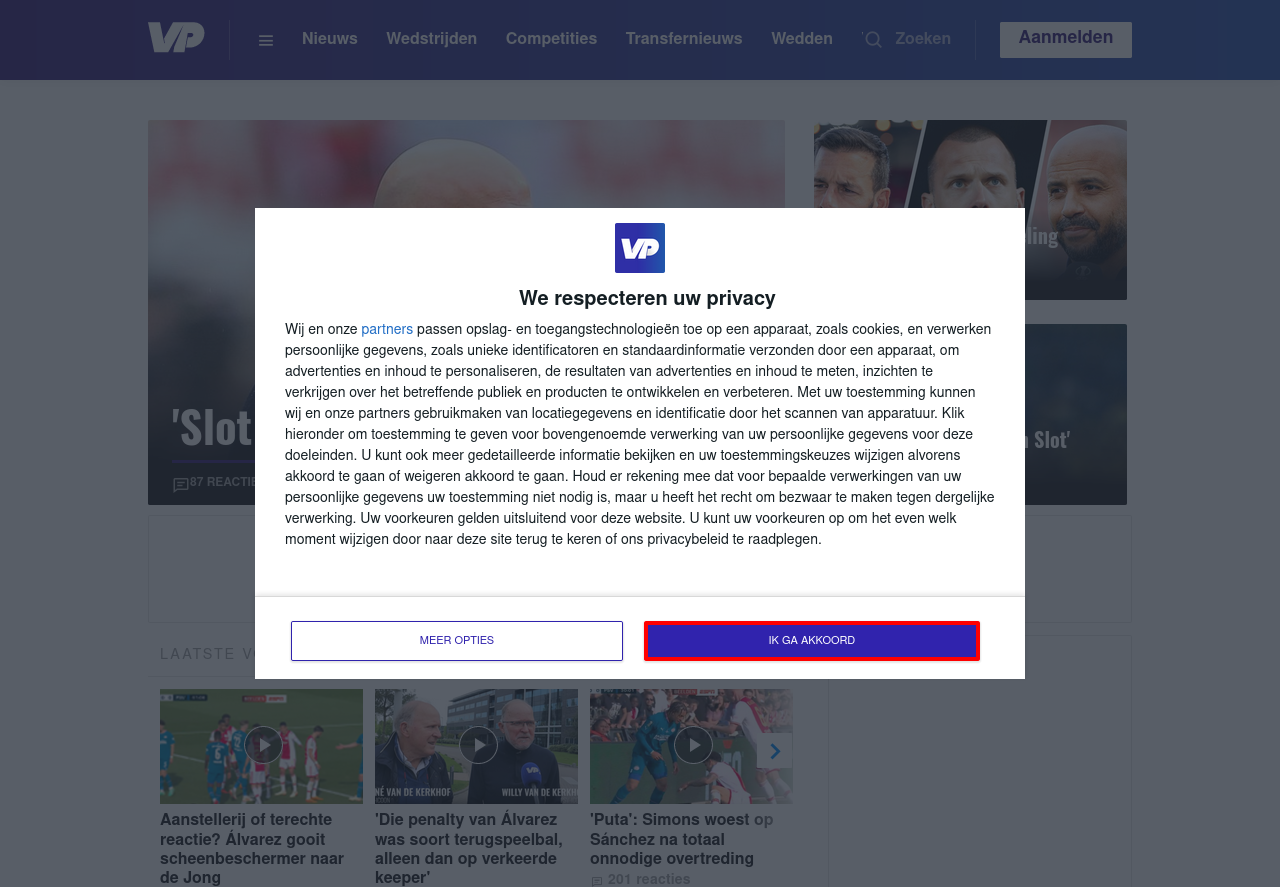 VP
Nieuws
Wedstrijden
Competities
Transfernieuws
Wedden
Zoeken
Aanmelden
'Slot
87 REACTIE
ling
Slot'
VP
We respecteren uw privacy
Wij en onze partners passen opslag- en toegangstechnologieën toe op een apparaat, zoals cookies, en verwerken
persoonlijke gegevens, zoals unieke identificatoren en standaardinformatie verzonden door een apparaat, om
advertenties en inhoud te personaliseren, de resultaten van advertenties en inhoud te meten, inzichten te
verkrijgen over het betreffende publiek en producten te ontwikkelen en verbeteren. Met uw toestemming kunnen
wij en onze partners gebruikmaken van locatiegegevens en identificatie door het scannen van apparatuur. Klik
hieronder om toestemming te geven voor bovengenoemde verwerking van uw persoonlijke gegevens voor deze
doeleinden. U kunt ook meer gedetailleerde informatie bekijken en uw toestemmingskeuzes wijzigen alvorens
akkoord te gaan of weigeren akkoord te gaan. Houd er rekening mee dat voor bepaalde verwerkingen van uw
persoonlijke gegevens uw toestemming niet nodig is, maar u heeft het recht om bezwaar te maken tegen dergelijke
verwerking. Uw voorkeuren gelden uitsluitend voor deze website. U kunt uw voorkeuren op om het even welk
moment wijzigen door naar deze site terug te keren of ons privacybeleid te raadplegen.
MEER OPTIES
IK GA AKKOORD
LAATSTE V
NÉ VAN DE KERKHOF
WILLY VAN DE KERKH
Aanstellerij of terechte
reactie? Álvarez gooit
scheenbeschermer naar
de Jong
'Die penalty van Álvarez
was soort terugspeelbal,
alleen dan op verkeerde
keeper'
'Puta': Simons woest op
Sánchez na totaal
onnodige overtreding
201 reacties